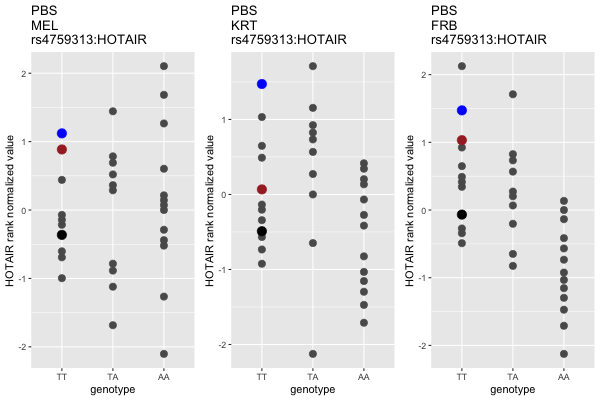 PBS
MEL
rs4759313:HOTAIR
HOTAIR rank normalized value
2
1
0
-1
-2
TT
TA
AA
genotype
PBS
KRT
rs4759313:HOTAIR
HOTAIR rank normalized value
1
0
-1
-2
TT
TA
AA
genotype
PBS
FRB
rs4759313:HOTAIR
HOTAIR rank normalized value
2
1
0
-1
-2
TT
TA
AA
genotype